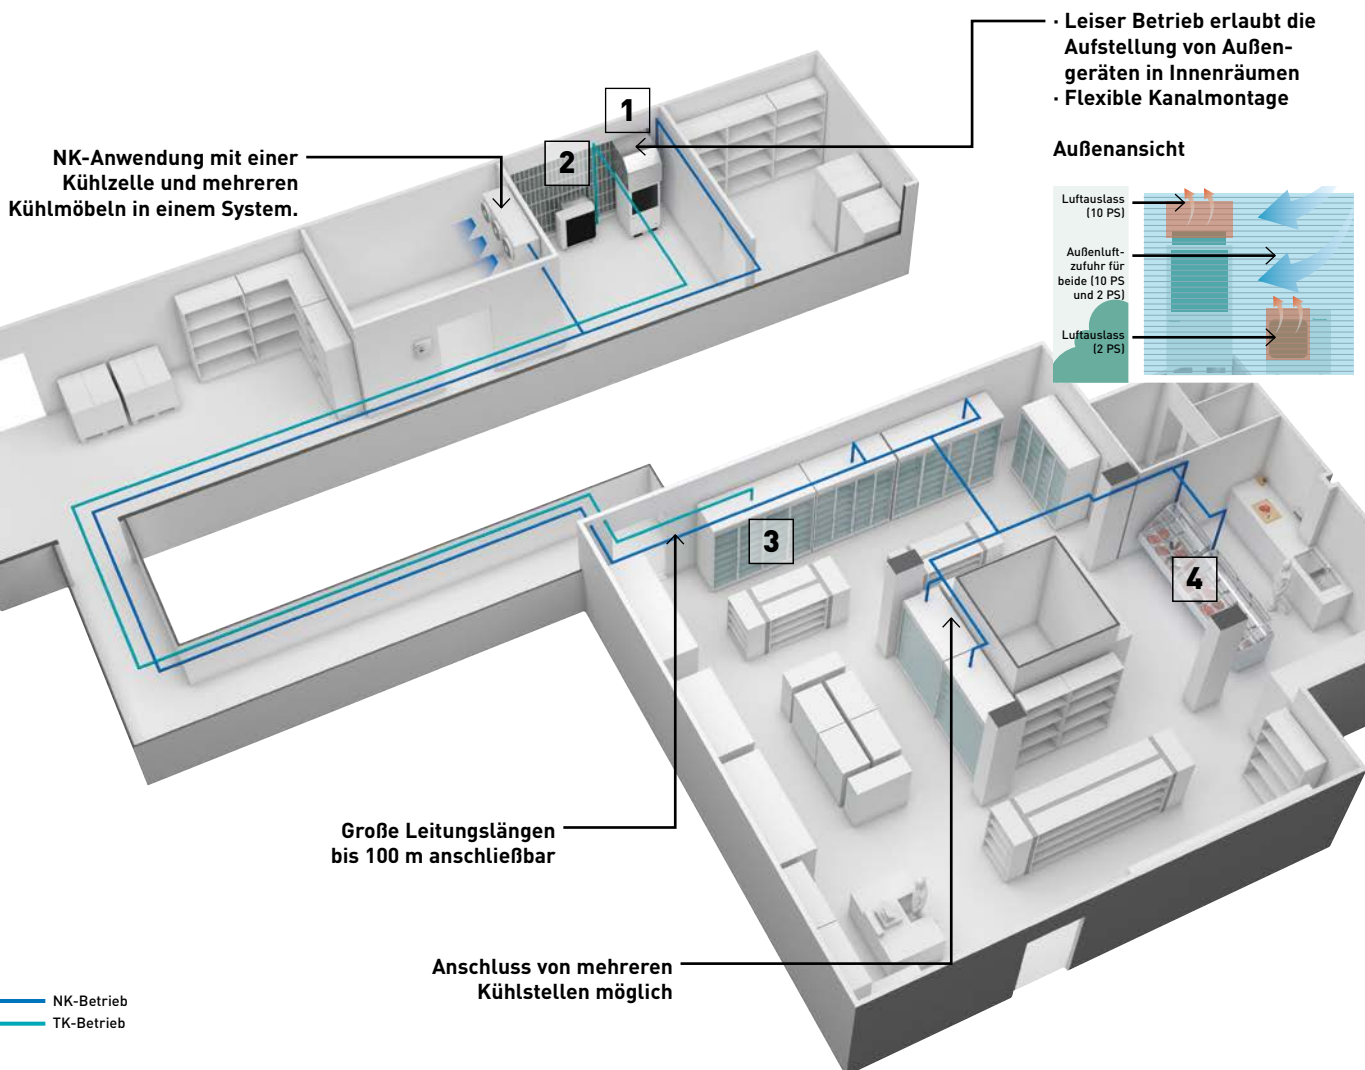 · Leiser Betrieb erlaubt die
Aufstellung von Außen-
geräten in Innenräumen
· Flexible Kanalmontage
1
2
NK-Anwendung mit einer
Kühlzelle und mehreren
Kühlmöbeln in einem System.
Außenansicht
Luftauslass
(10 PS)
Außenluft-
zufuhr für
beide (10 PS
und 2 PS)
Luftauslass
(2 PS)
3
4
Große Leitungslängen
bis 100 m anschließbar
Anschluss von mehreren
Kühlstellen möglich
NK-Betrieb
TK-Betrieb